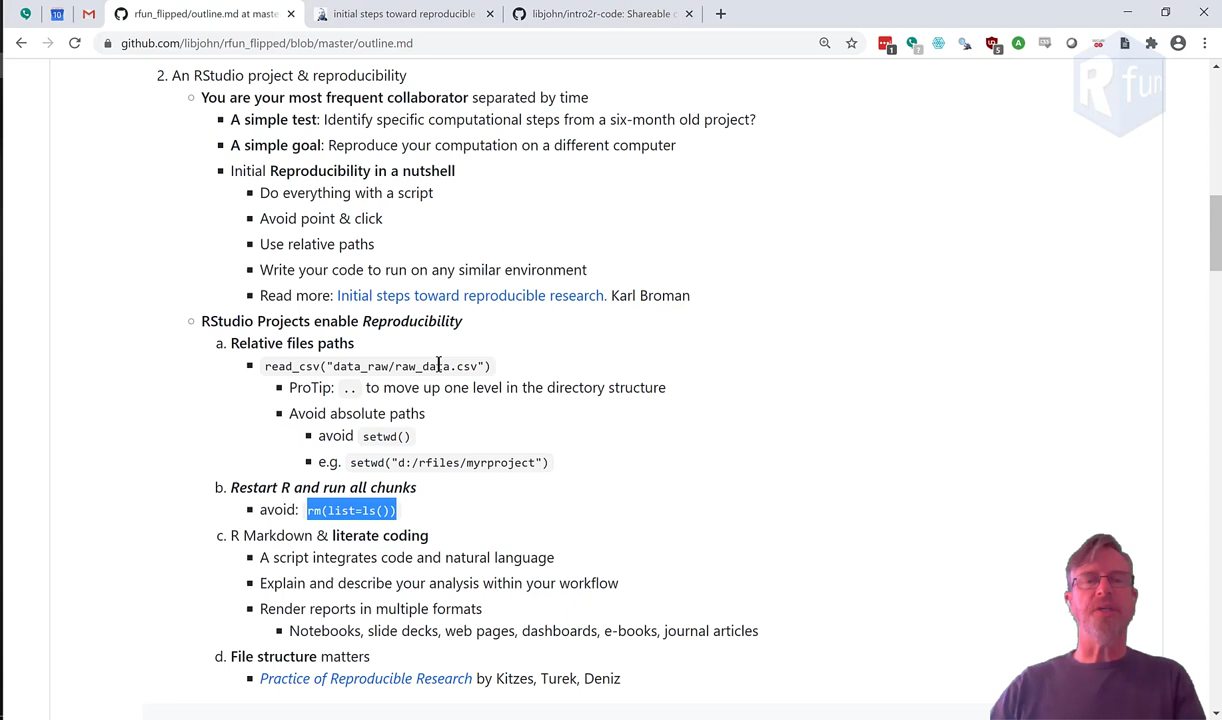 rfun_flipped/outline.md at maste
initial steps toward reproducible
libjohn/intro2r-code: Shareable c
github.com/libjohn/rfun_flipped/blob/master/outline.md
R fun
2. An RStudio project & reproducibility
You are your most frequent collaborator separated by time
A simple test: Identify specific computational steps from a six-month old project?
A simple goal: Reproduce your computation on a different computer
Initial Reproducibility in a nutshell
Do everything with a script
Avoid point & click
Use relative paths
Write your code to run on any similar environment
Read more: Initial steps toward reproducible research. Karl Broman
RStudio Projects enable Reproducibility
a. Relative files paths
read_csv("data_raw/raw_data.csv")
ProTip: .. to move up one level in the directory structure
Avoid absolute paths
avoid setwd()
e.g. setwd("d:/rfiles/myrproject")
b. Restart R and run all chunks
avoid: rm(list=ls())
c. R Markdown & literate coding
A script integrates code and natural language
Explain and describe your analysis within your workflow
Render reports in multiple formats
Notebooks, slide decks, web pages, dashboards, e-books, journal articles
d. File structure matters
Practice of Reproducible Research by Kitzes, Turek, Deniz